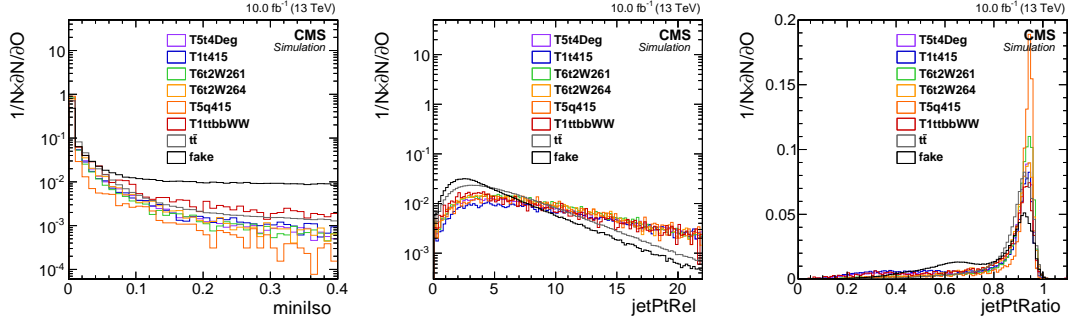 10.0 fb⁻¹ (13 TeV)
1/N×∂N/∂O
CMS
Simulation
T5t4Deg
T1t415
T6t2W261
T6t2W264
T5q415
T1ttbbWW
tt̄
fake
10
1
10⁻¹
10⁻²
10⁻³
10⁻⁴
0 0.1 0.2 0.3 0.4
miniIso
10.0 fb⁻¹ (13 TeV)
1/N×∂N/∂O
CMS
Simulation
T5t4Deg
T1t415
T6t2W261
T6t2W264
T5q415
T1ttbbWW
tt̄
fake
10
1
10⁻¹
10⁻²
10⁻³
0 5 10 15 20
jetPtRel
10.0 fb⁻¹ (13 TeV)
1/N×∂N/∂O
CMS
Simulation
T5t4Deg
T1t415
T6t2W261
T6t2W264
T5q415
T1ttbbWW
tt̄
fake
0.2
0.15
0.1
0.05
0
0 0.2 0.4 0.6 0.8 1
jetPtRatio